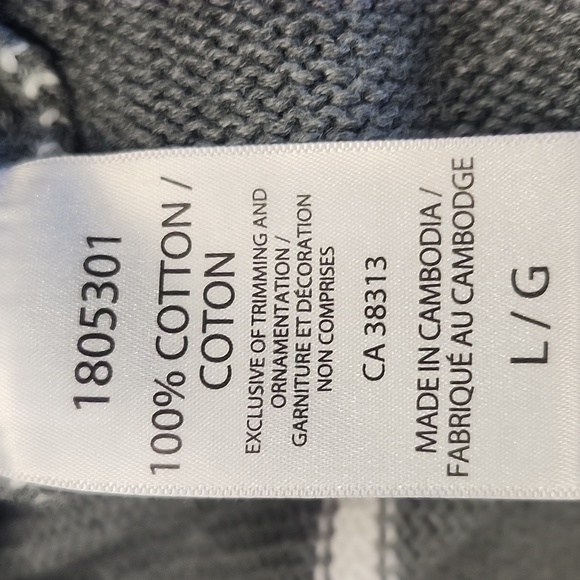 1805301
100% COTTON /
COTON
EXCLUSIVE OF TRIMMING AND
ORNAMENTATION /
GARNITURE ET DÉCORATION
NON COMPRISES
CA 38313
MADE IN CAMBODIA /
FABRIQUÉ AU CAMBODGE
L / G